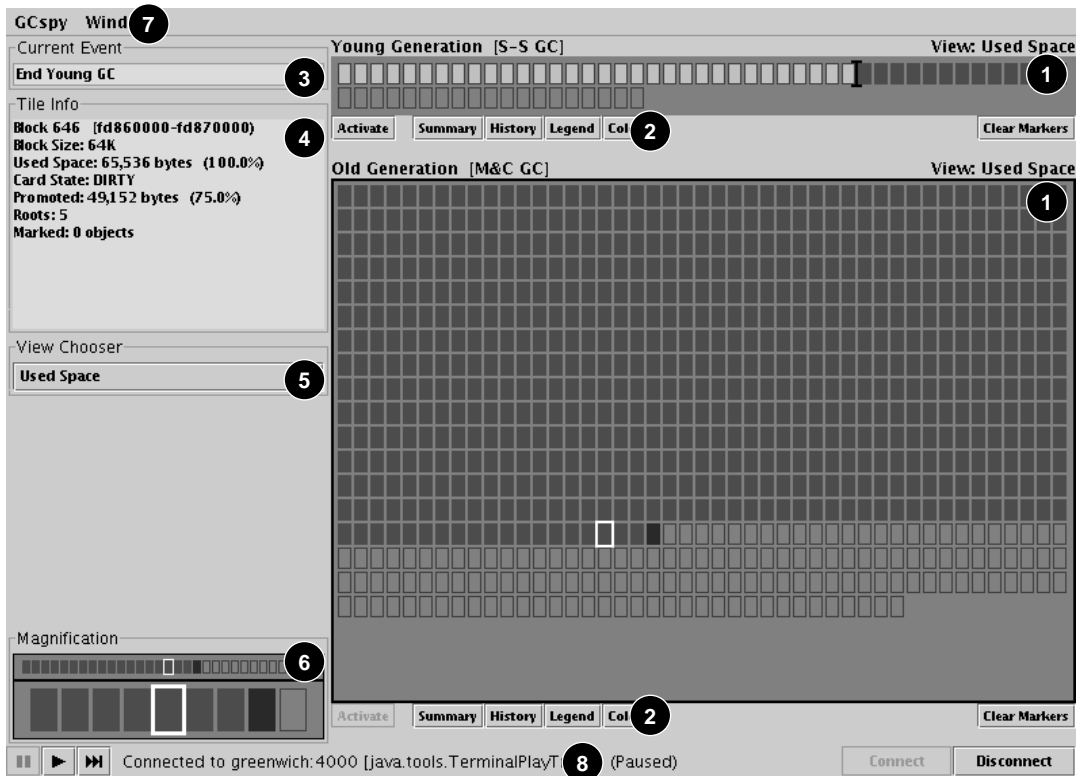 GCspy Wind 7
Current Event
End Young GC 3
Tile Info
Block 646 [fd860000-fd870000) 4
Block Size: 64K
Used Space: 65,536 bytes (100.0%)
Card State: DIRTY
Promoted: 49,152 bytes (75.0%)
Roots: 5
Marked: 0 objects
View Chooser
Used Space 5
Magnification
6
Young Generation [S-S GC] View: Used Space
1
Activate Summary History Legend Col 2 Clear Markers
Old Generation [M&C GC] View: Used Space
1
Activate Summary History Legend Col 2 Clear Markers
Connected to greenwich:4000 [java.tools.TerminalPlayT 8 (Paused) Connect Disconnect